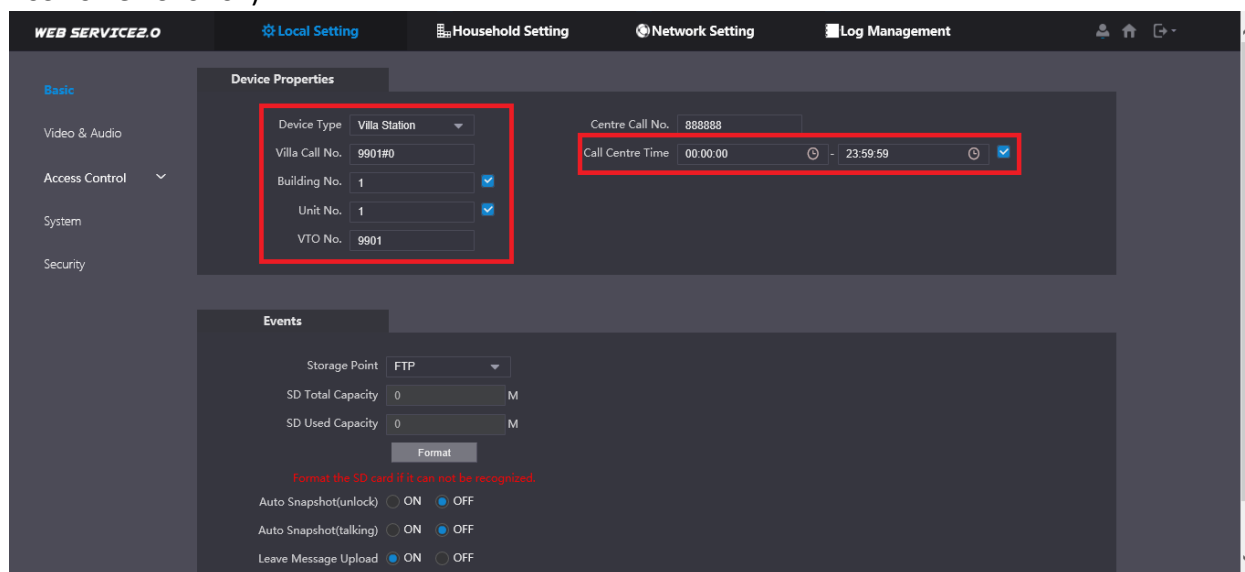 WEB SERVICE2.0 Local Setting Household Setting Network Setting Log Management
Basic
Video & Audio
Access Control
System
Security
Device Properties
Device Type Villa Station
Villa Call No. 9901#0
Building No. 1
Unit No. 1
VTO No. 9901
Centre Call No. 888888
Call Centre Time 00:00:00 - 23:59:59
Events
Storage Point FTP
SD Total Capacity 0 M
SD Used Capacity 0 M
Format
Format the SD card if it can not be recognized.
Auto Snapshot(unlock) ON OFF
Auto Snapshot(talking) ON OFF
Leave Message Upload ON OFF